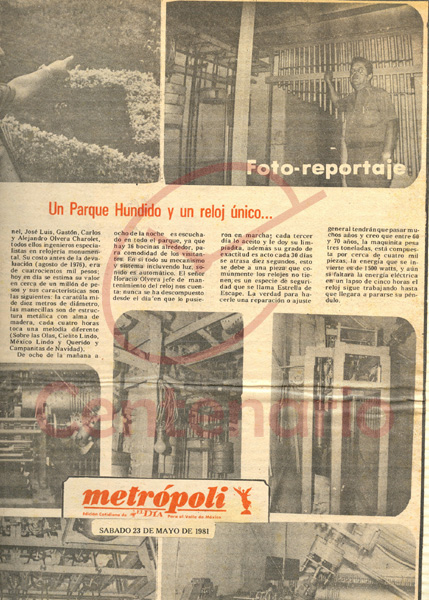 Foto-reportaje
Un Parque Hundido y un reloj único...
nel, José Luis, Gastón, Carlos
y Alejandro Olvera Charolet,
todos ellos ingenieros especia-
listas en relojería monumen-
tal. Su costo antes de la deva-
luación (agosto de 1976), era
de cuatrocientos mil pesos;
hoy en día se estima su valor
en cerca de un millón de pe-
sos y sus características son
las siguientes: la carátula mi-
de diez metros de diámetro,
las manecillas son de estruc-
tura metálica con alma de
madera, cada cuatro horas
toca una melodía diferente
(Sobre las Olas, Cielito Lindo,
México Lindo y Querido y
Campanitas de Navidad).
De ocho de la mañana a
ocho de la noche es escucha-
do en todo el parque, ya que
hay 16 bocinas alrededor, pa-
ra comodidad de los visitan-
tes. En sí todo su mecanismo
y sistema incluyendo luz, so-
nido es automático. El señor
Horacio Olvera jefe de man-
tenimiento del reloj nos cuen-
ta: nunca se ha descompuesto
desde el día en que lo pusie-
ron en marcha; cada tercer
día lo aceito y le doy su lim-
piadita, además su grado de
exactitud es que cada 30 días
se atrasa diez segundos, esto
se debe a una pieza que co-
munmente los relojes no tie-
nen, es una especie de seguri-
dad que se llama Estrella de
Escape. La verdad para ha-
cerle una reparación o ajuste
general tendrán que pasar mu-
chos años y creo que entre 60
y 70 años, la maquinita pesa
tres toneladas, está compues-
ta por cerca de cuatro mil
piezas, la energía que se in-
vierte es de 1500 watts, y aún
si faltara la energía eléctrica
en un lapso de cinco horas el
reloj sigue trabajando hasta
que llegara a pararse su pén-
dulo.
Centenario
metrópoli
Edición Cotidiana de el DIA Para el Valle de México
SABADO 23 DE MAYO DE 1981